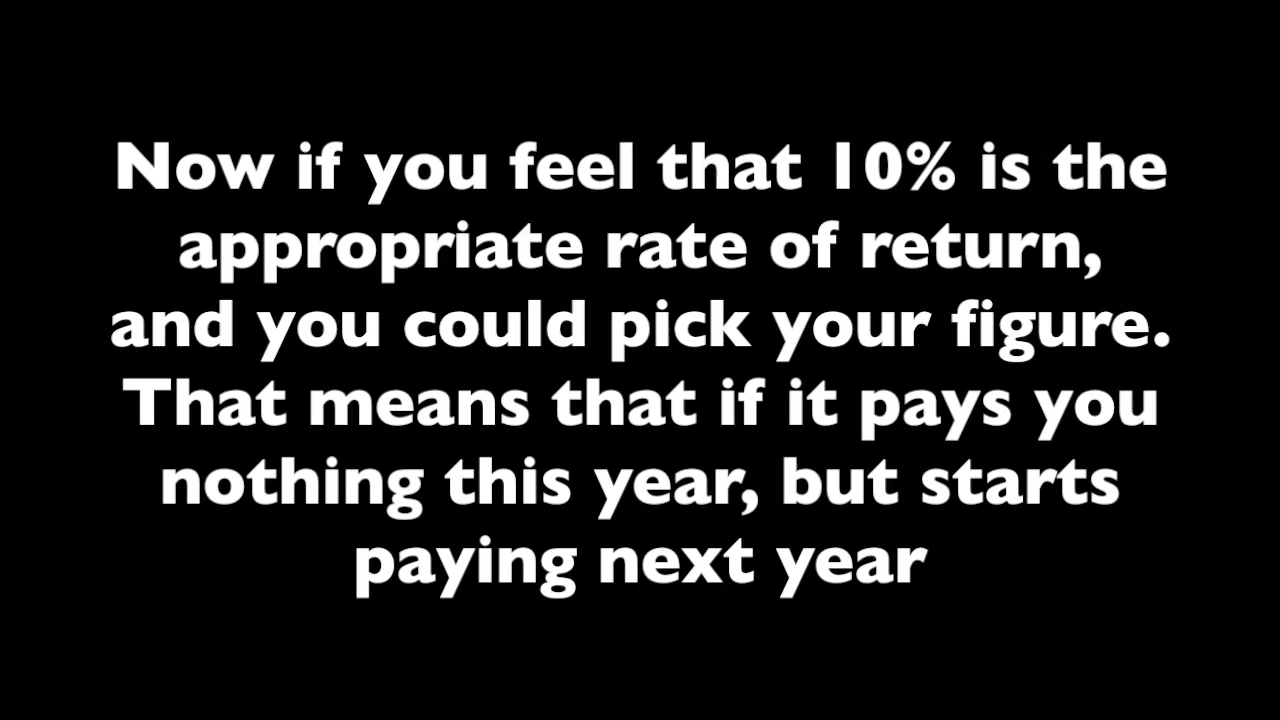 Now if you feel that 10% is the
appropriate rate of return,
and you could pick your figure.
That means that if it pays you
nothing this year, but starts
paying next year